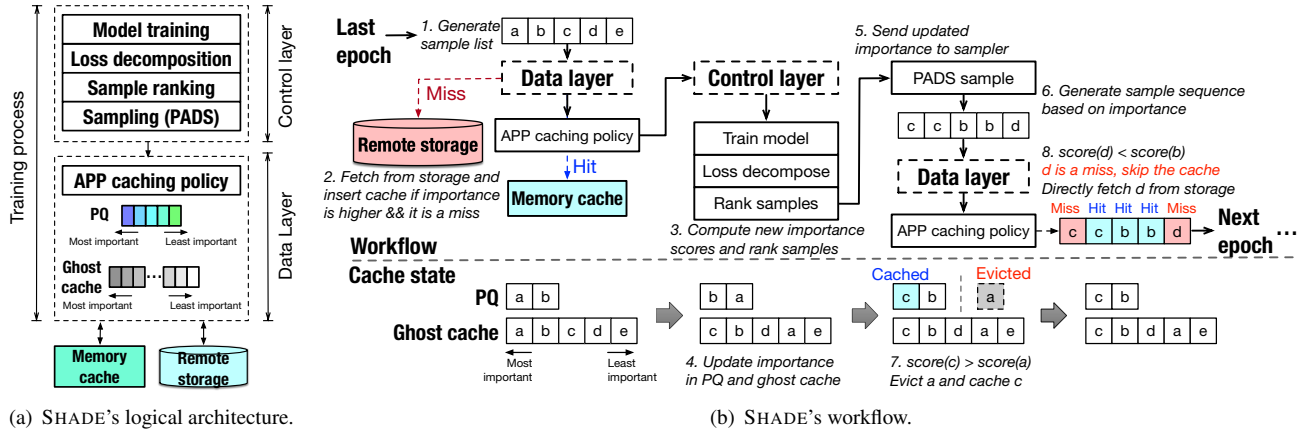 Training process
Model training
Loss decomposition
Sample ranking
Sampling (PADS)
Control layer
APP caching policy
PQ
Most important
Least important
Ghost
cache
...
Most important
Least important
Data Layer
Memory
cache
Remote
storage
(a) SHADE's logical architecture.
Last
epoch
1. Generate
sample list
a b c d e
Data layer
Miss
Remote storage
APP caching policy
Hit
Memory cache
2. Fetch from storage and
insert cache if importance
is higher && it is a miss
Control layer
Train model
Loss decompose
Rank samples
3. Compute new importance
scores and rank samples
5. Send updated
importance to sampler
PADS sample
6. Generate sample sequence
based on importance
c c b b d
Data layer
8. score(d) < score(b)
d is a miss, skip the cache
Directly fetch d from storage
APP caching policy
Miss Hit Hit Hit Miss
c c b b d
Next
epoch
...
Workflow
Cache state
PQ
a b
Ghost cache
a b c d e
Most
important
Least
important
b a
c b d a e
4. Update importance
in PQ and ghost cache
Cached
Evicted
c b
a
c b d a e
7. score(c) > score(a)
Evict a and cache c
c b
c b d a e
(b) SHADE's workflow.